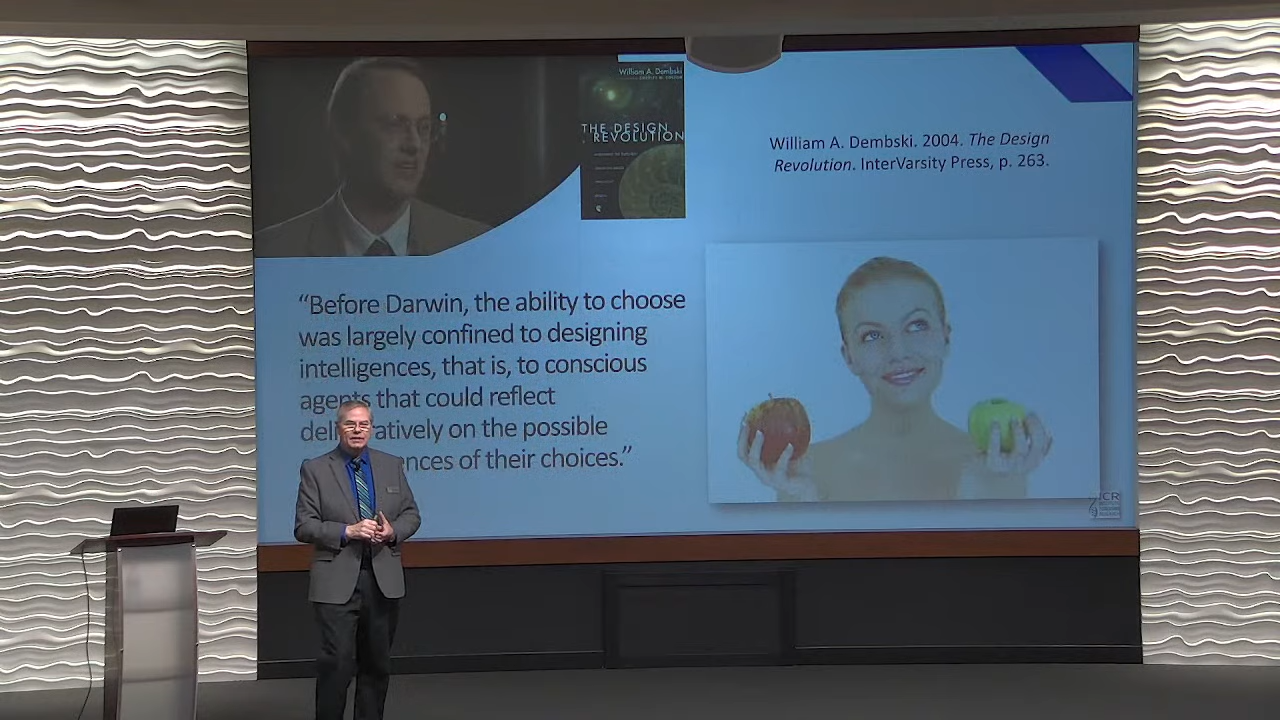 William A. Dembski
THE DESIGN
REVOLUTION
William A. Dembski. 2004. The Design
Revolution. InterVarsity Press, p. 263.
“Before Darwin, the ability to choose
was largely confined to designing
intelligences, that is, to conscious
agents that could reflect
on the possible
of their choices.”
ICR